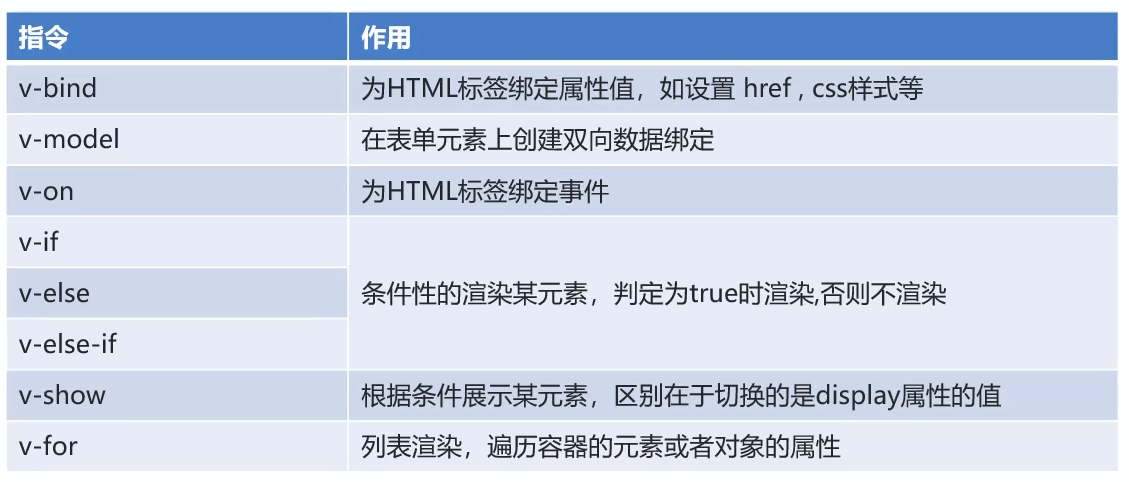 指令 作用
v-bind 为HTML标签绑定属性值，如设置 href , css样式等
v-model 在表单元素上创建双向数据绑定
v-on 为HTML标签绑定事件
v-if
v-else 条件性的渲染某元素，判定为true时渲染,否则不渲染
v-else-if
v-show 根据条件展示某元素，区别在于切换的是display属性的值
v-for 列表渲染，遍历容器的元素或者对象的属性